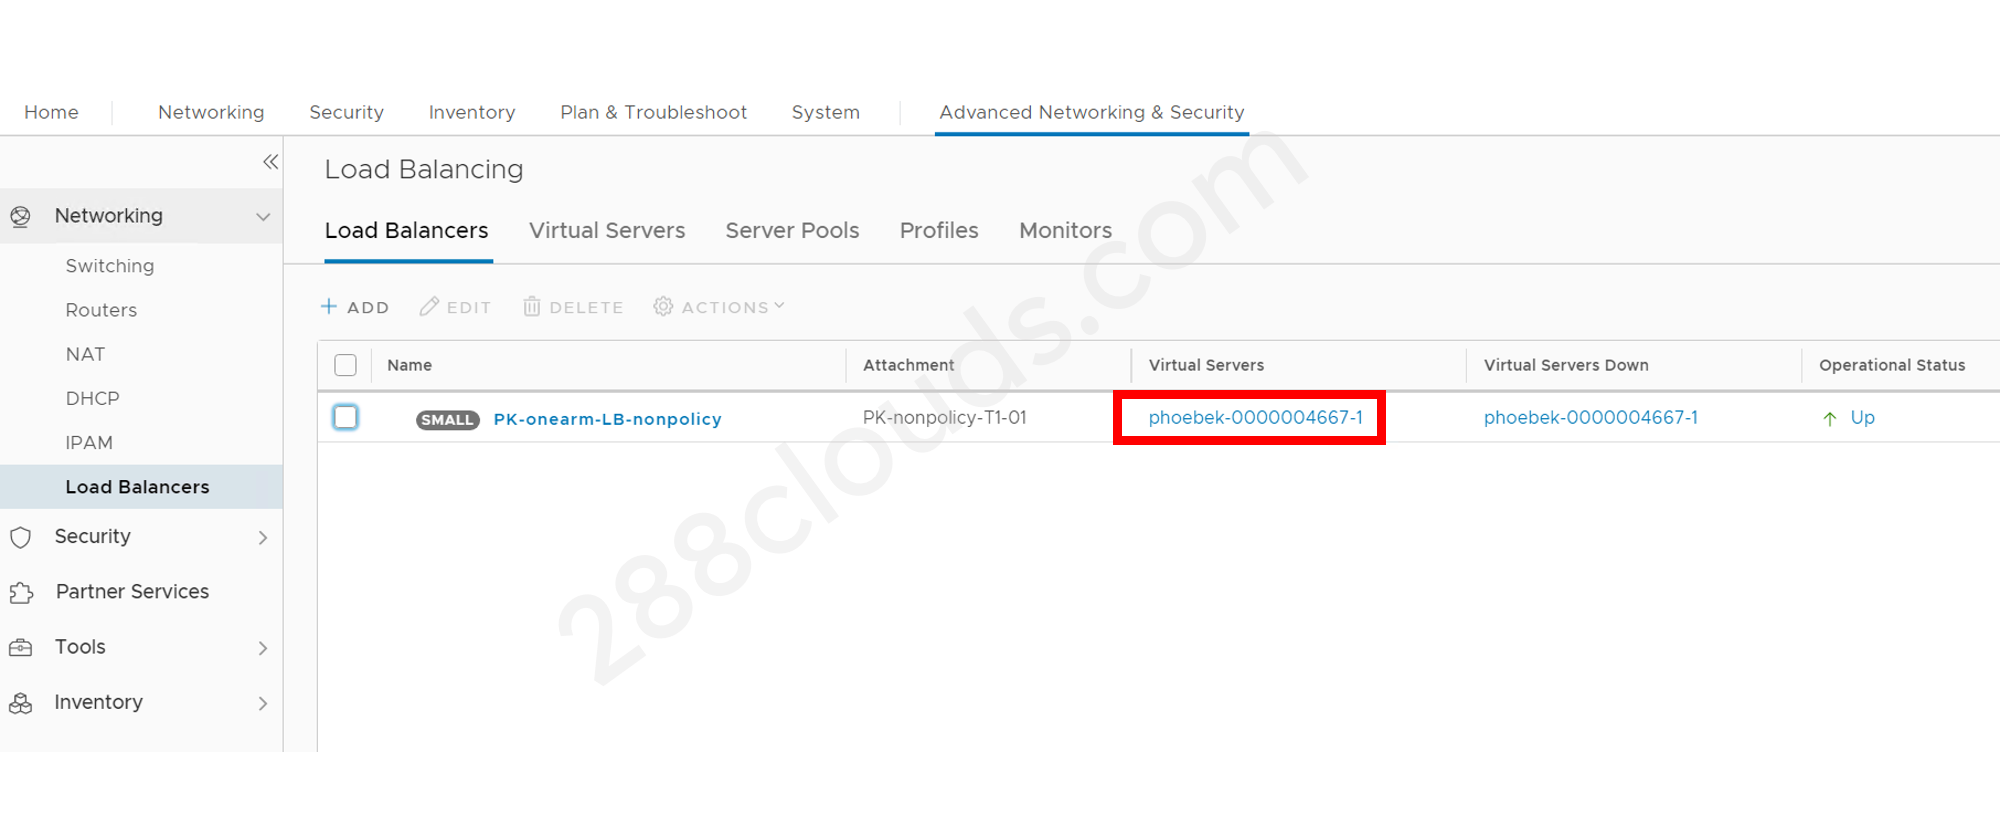 Home Networking Security Inventory Plan & Troubleshoot System Advanced Networking & Security
Load Balancing
Networking
Load Balancers Virtual Servers Server Pools Profiles Monitors
Switching
Routers
NAT
DHCP
IPAM
Load Balancers
Security
Partner Services
Tools
Inventory
ADD EDIT DELETE ACTIONS
Name Attachment Virtual Servers Virtual Servers Down Operational Status
SMALL PK-onearm-LB-nonpolicy PK-nonpolicy-T1-01 phoebek-0000004667-1 phoebek-0000004667-1 Up
288clouds.com